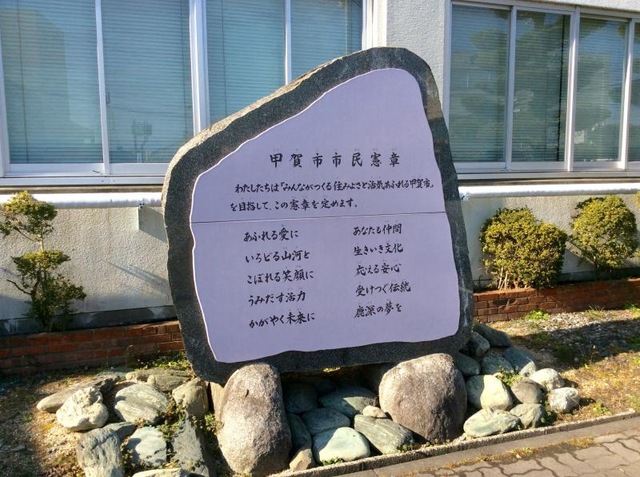 甲賀市市民憲章
わたしたちは「みんながつくる 住みよさと活気あふれる甲賀市」
を目指して、この憲章を定めます。
あふれる愛に あなたも仲間
いろどる山河と 生きいき文化
こぼれる笑顔に 応える安心
うみだす活力 受けつぐ伝統
かがやく未来に 鹿深の夢を